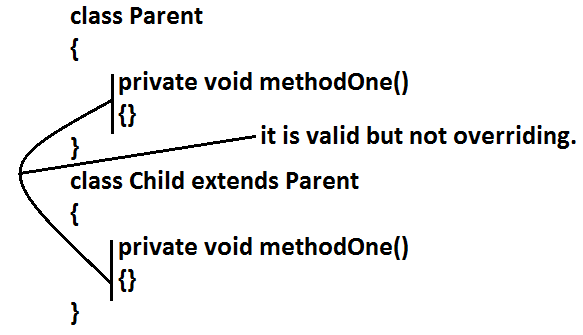 class Parent
{
private void methodOne()
{}
it is valid but not overriding.
}
class Child extends Parent
{
private void methodOne()
{}
}